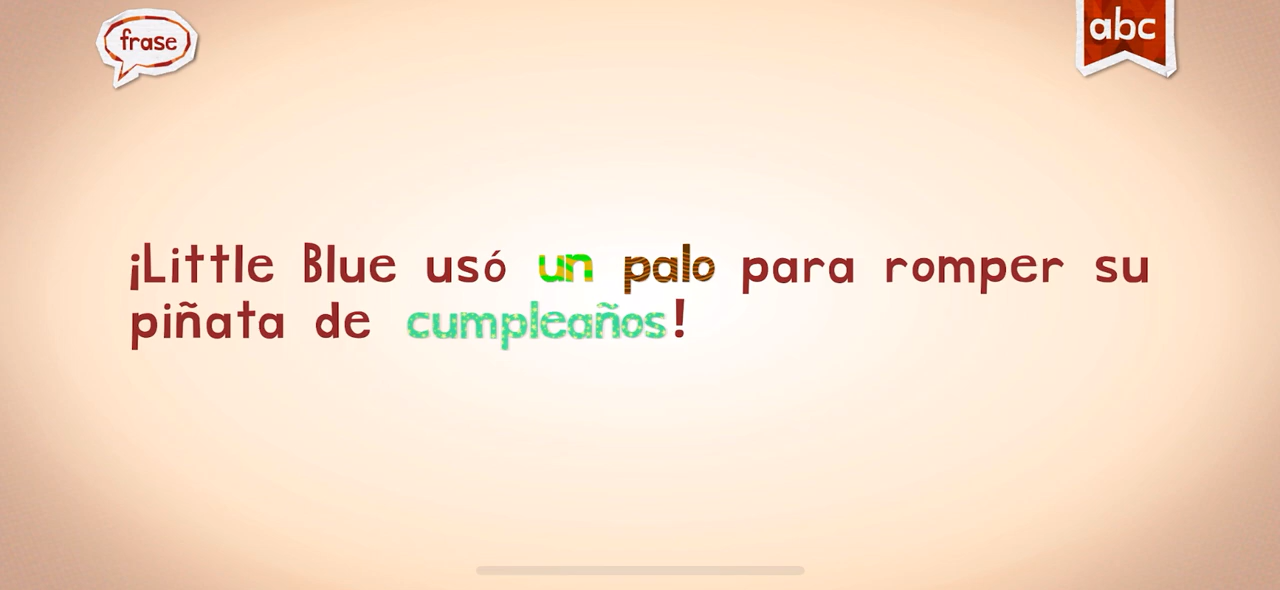 frase
abc
¡Little Blue usó un palo para romper su
piñata de cumpleaños!